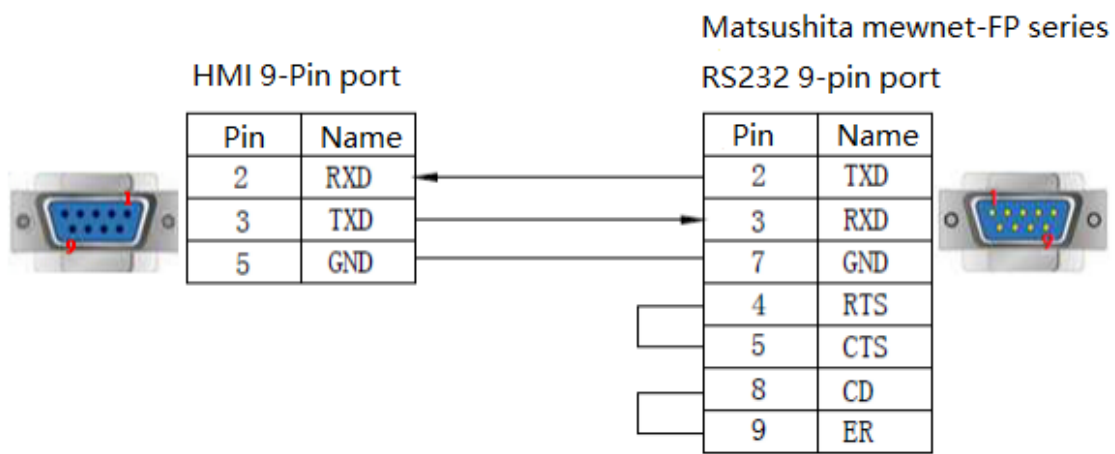 Matsushita mewnet-FP series
HMI 9-Pin port
RS232 9-pin port
Pin Name
2 RXD
3 TXD
5 GND
Pin Name
2 TXD
3 RXD
7 GND
4 RTS
5 CTS
8 CD
9 ER
1
9
1
9